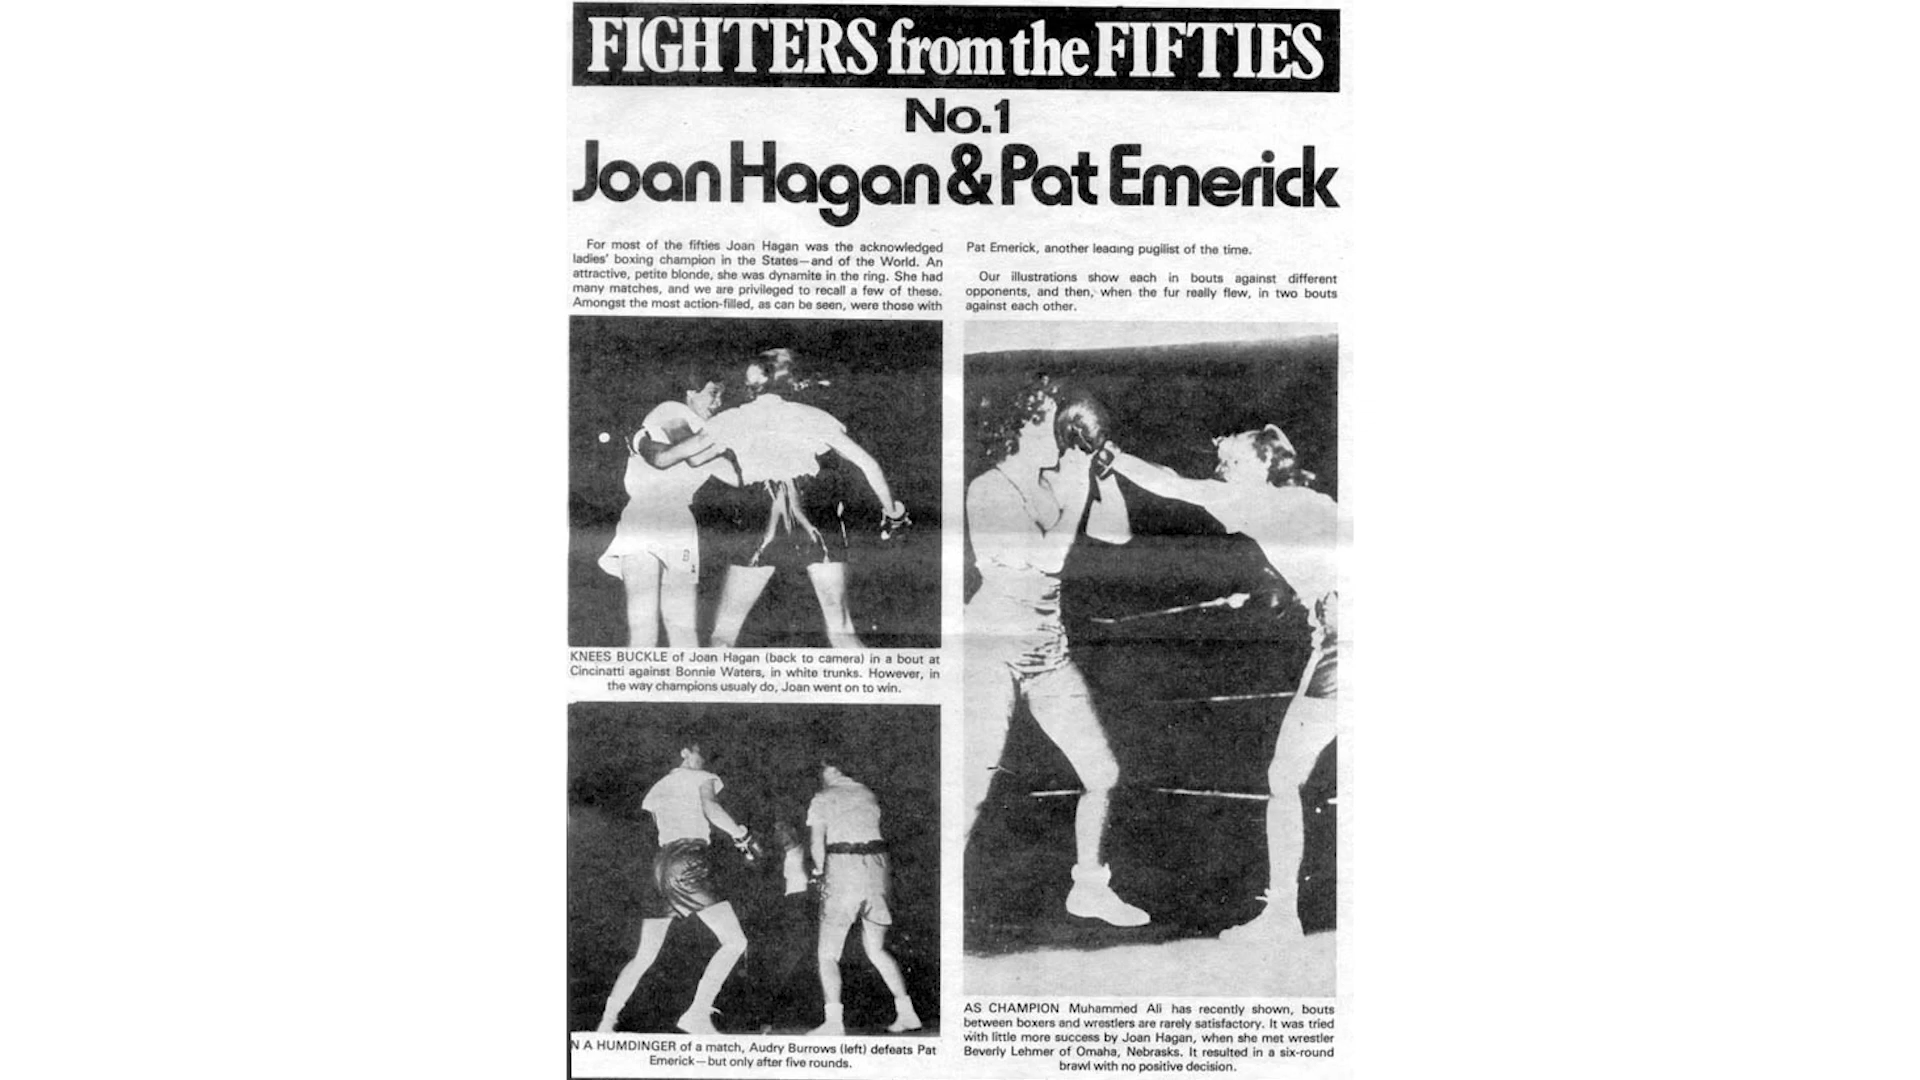 FIGHTERS from the FIFTIES
No.1
Joan Hagan & Pat Emerick
For most of the fifties Joan Hagan was the acknowledged
ladies' boxing champion in the States—and of the World. An
attractive, petite blonde, she was dynamite in the ring. She had
many matches, and we are privileged to recall a few of these.
Amongst the most action-filled, as can be seen, were those with
Pat Emerick, another leading pugilist of the time.
Our illustrations show each in bouts against different
opponents, and then, when the fur really flew, in two bouts
against each other.
KNEES BUCKLE of Joan Hagan (back to camera) in a bout at
Cincinatti against Bonnie Waters, in white trunks. However, in
the way champions usualy do, Joan went on to win.
N A HUMDINGER of a match, Audry Burrows (left) defeats Pat
Emerick—but only after five rounds.
AS CHAMPION Muhammed Ali has recently shown, bouts
between boxers and wrestlers are rarely satisfactory. It was tried
with little more success by Joan Hagan, when she met wrestler
Beverly Lehmer of Omaha, Nebrasks. It resulted in a six-round
brawl with no positive decision.